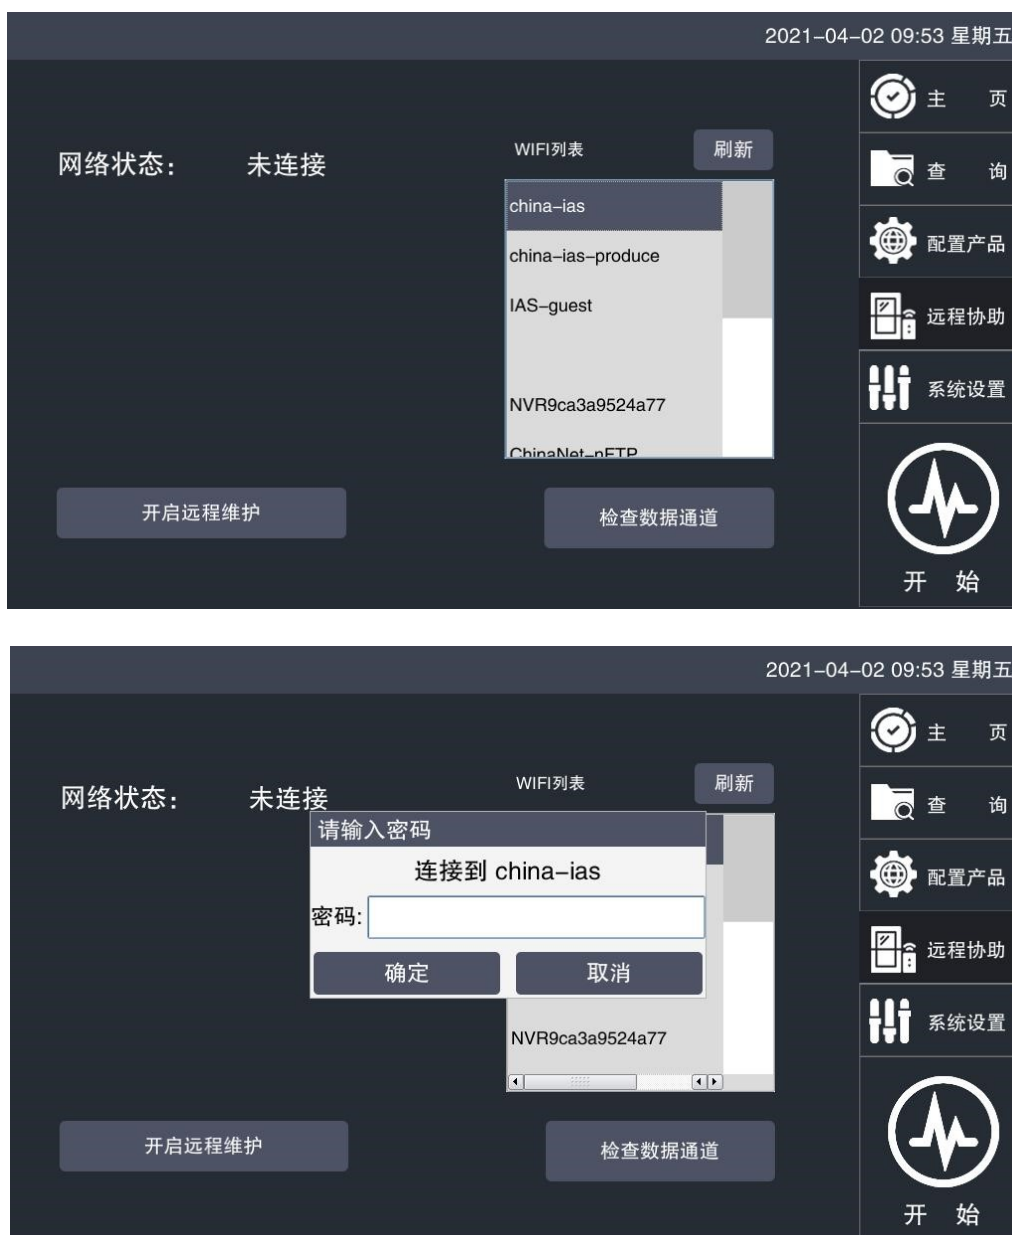 2021-04-02 09:53 星期五
网络状态： 未连接
WIFI列表 刷新
china-ias
china-ias-produce
IAS-guest
NVR9ca3a9524a77
ChinaNet-nFTP
开启远程维护
检查数据通道
主 页
查 询
配置产品
远程协助
系统设置
开 始
2021-04-02 09:53 星期五
网络状态： 未连接
WIFI列表 刷新
请输入密码
连接到 china-ias
密码:
确定 取消
NVR9ca3a9524a77
开启远程维护
检查数据通道
主 页
查 询
配置产品
远程协助
系统设置
开 始